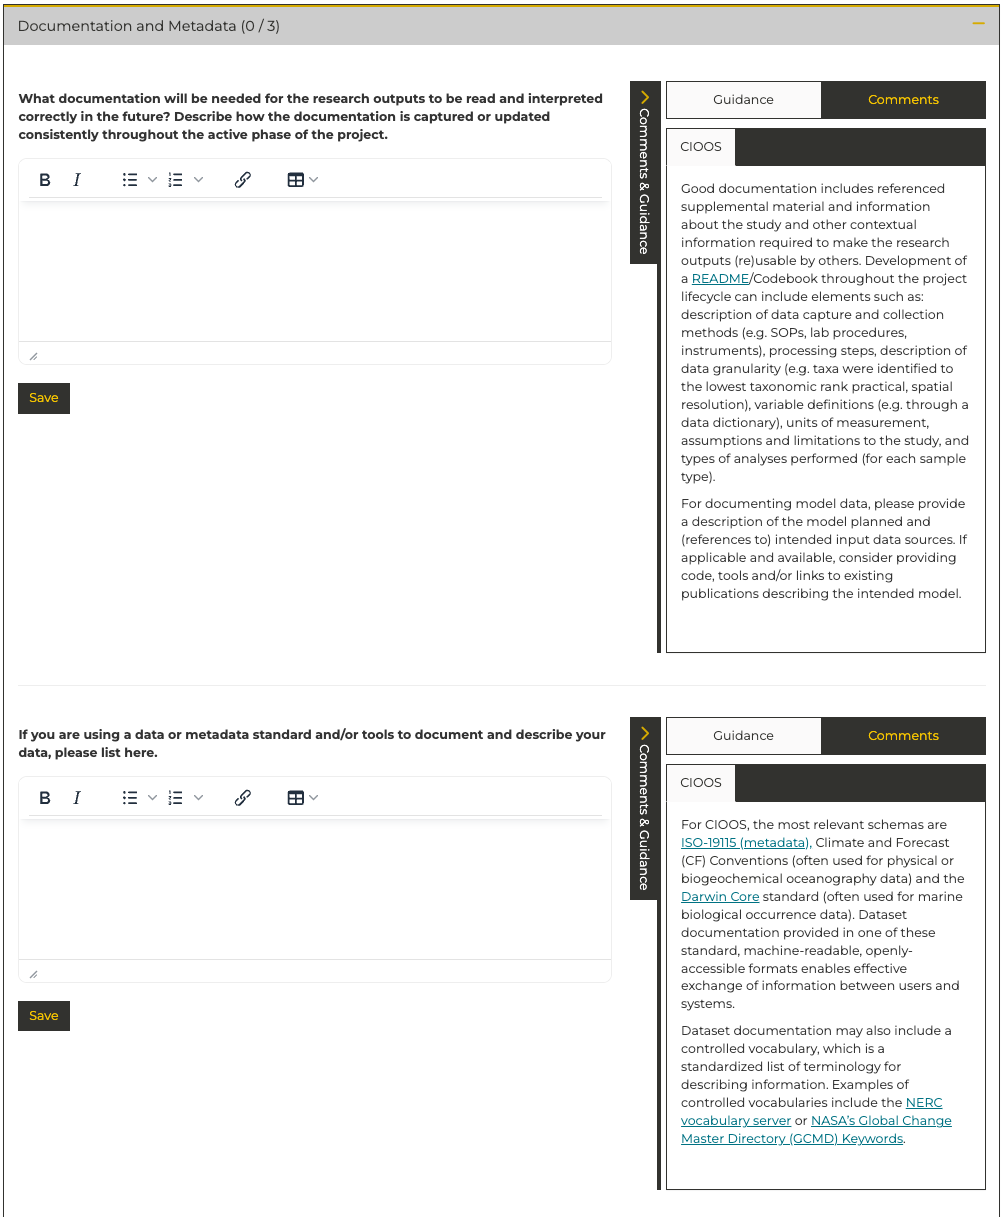 Documentation and Metadata (0 / 3)
What documentation will be needed for the research outputs to be read and interpreted
correctly in the future? Describe how the documentation is captured or updated
consistently throughout the active phase of the project.
B I
Save
Comments & Guidance
Guidance
Comments
CIOOS
Good documentation includes referenced
supplemental material and information
about the study and other contextual
information required to make the research
outputs (re)usable by others. Development of
a README/Codebook throughout the project
lifecycle can include elements such as:
description of data capture and collection
methods (e.g. SOPs, lab procedures,
instruments), processing steps, description of
data granularity (e.g. taxa were identified to
the lowest taxonomic rank practical, spatial
resolution), variable definitions (e.g. through a
data dictionary), units of measurement,
assumptions and limitations to the study, and
types of analyses performed (for each sample
type).
For documenting model data, please provide
a description of the model planned and
(references to) intended input data sources. If
applicable and available, consider providing
code, tools and/or links to existing
publications describing the intended model.
If you are using a data or metadata standard and/or tools to document and describe your
data, please list here.
B I
Save
Comments & Guidance
Guidance
Comments
CIOOS
For CIOOS, the most relevant schemas are
ISO-19115 (metadata), Climate and Forecast
(CF) Conventions (often used for physical or
biogeochemical oceanography data) and the
Darwin Core standard (often used for marine
biological occurrence data). Dataset
documentation provided in one of these
standard, machine-readable, openly-
accessible formats enables effective
exchange of information between users and
systems.
Dataset documentation may also include a
controlled vocabulary, which is a
standardized list of terminology for
describing information. Examples of
controlled vocabularies include the NERC
vocabulary server or NASA's Global Change
Master Directory (GCMD) Keywords.